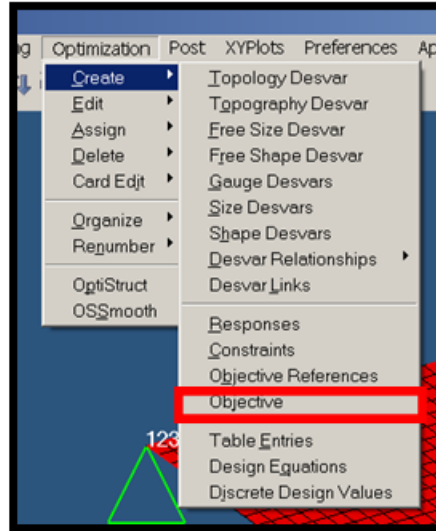 g Optimization Post XYPlots Preferences Ap
Create
Edit
Assign
Delete
Card Edit
Organize
Renumber
OptiStruct
OSSmooth
Topology Desvar
Topography Desvar
Free Size Desvar
Free Shape Desvar
Gauge Desvars
Size Desvars
Shape Desvars
Desvar Relationships
Desvar Links
Responses
Constraints
Objective References
Objective
Table Entries
Design Equations
Discrete Design Values
123